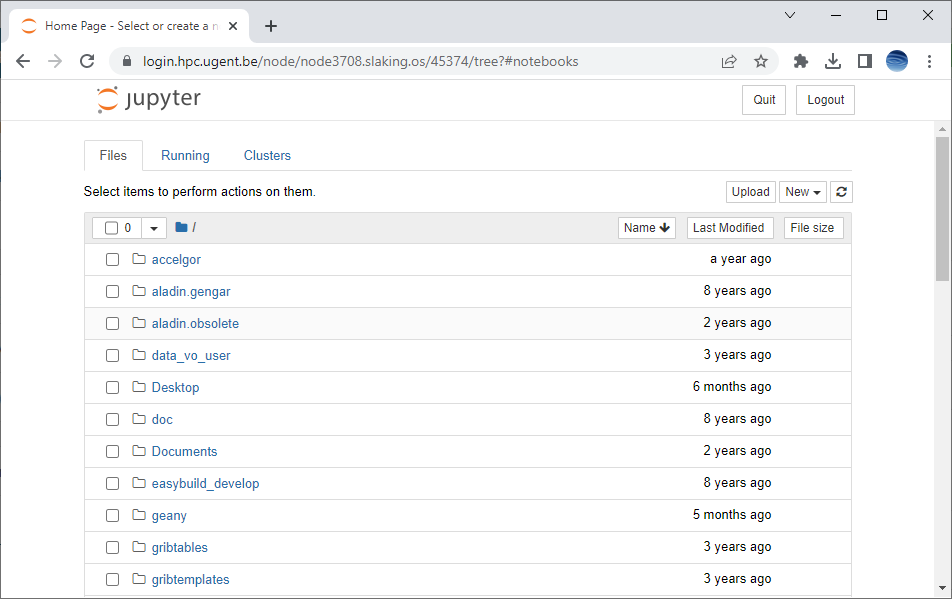 Home Page - Select or create a n
login.hpc.ugent.be/node/node3708.slaking.os/45374/tree?#notebooks
jupyter Quit Logout
Files Running Clusters
Select items to perform actions on them. Upload New
0 / Name Last Modified File size
accelgor a year ago
aladin.gengar 8 years ago
aladin.obsolete 2 years ago
data_vo_user 3 years ago
Desktop 6 months ago
doc 8 years ago
Documents 2 years ago
easybuild_develop 8 years ago
geany 5 months ago
gribtables 3 years ago
gribtemplates 3 years ago